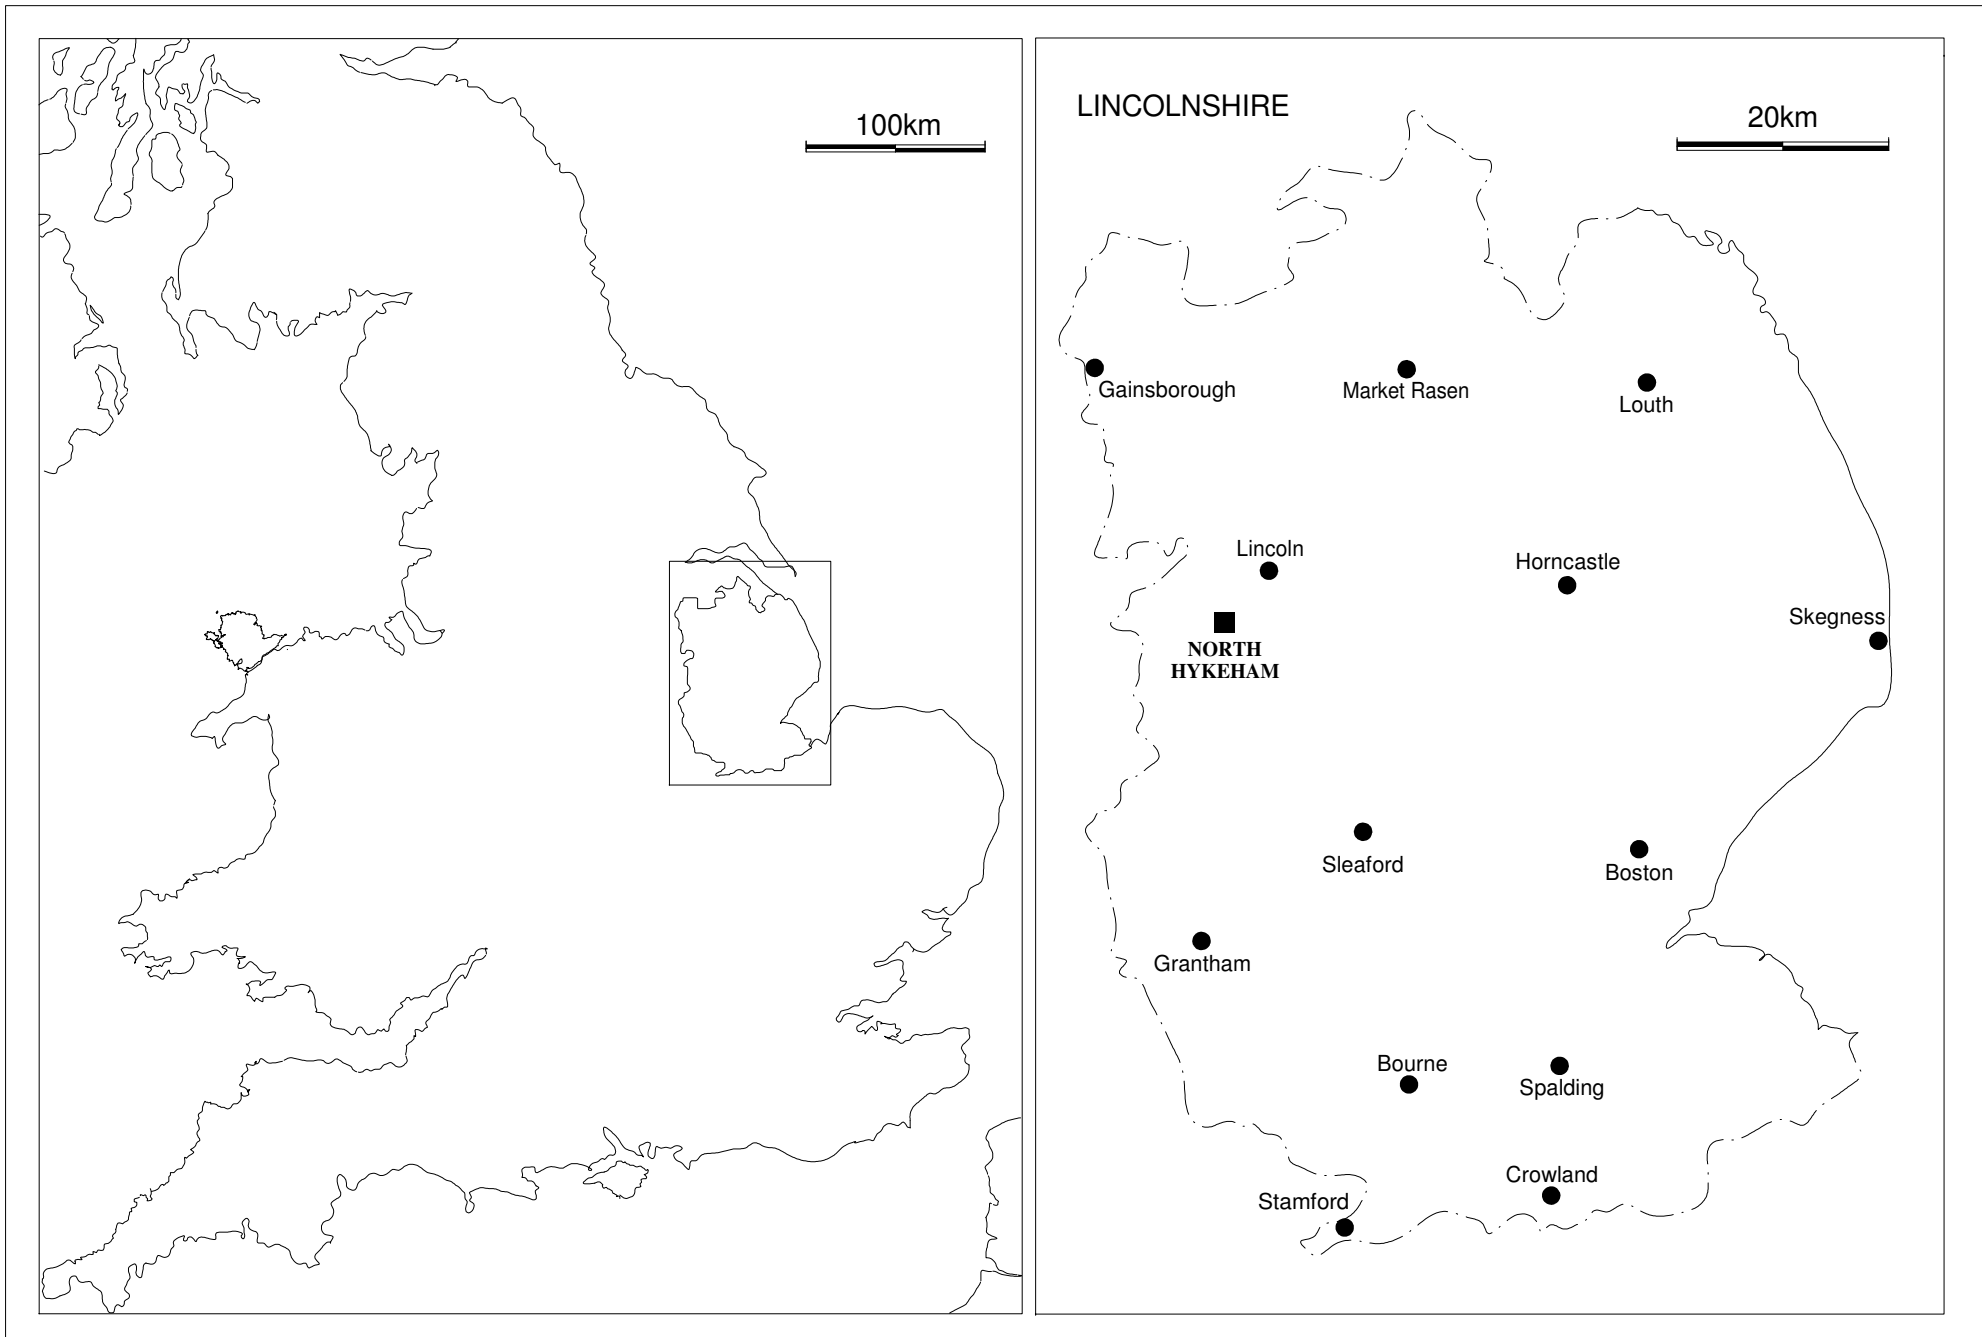 100km
LINCOLNSHIRE
20km
Gainsborough
Market Rasen
Louth
Lincoln
Horncastle
Skegness
NORTH
HYKEHAM
Sleaford
Boston
Grantham
Bourne
Spalding
Crowland
Stamford